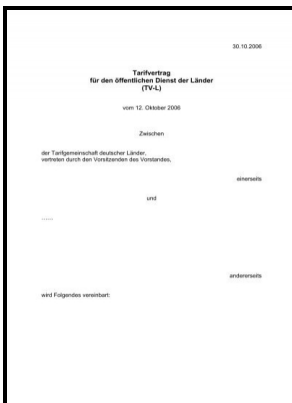 30.10.2006
Tarifvertrag
für den öffentlichen Dienst der Länder
(TV-L)
vom 12. Oktober 2006
Zwischen
der Tarifgemeinschaft deutscher Länder,
vertreten durch den Vorsitzenden des Vorstandes,
einerseits
und
......
andererseits
wird Folgendes vereinbart: